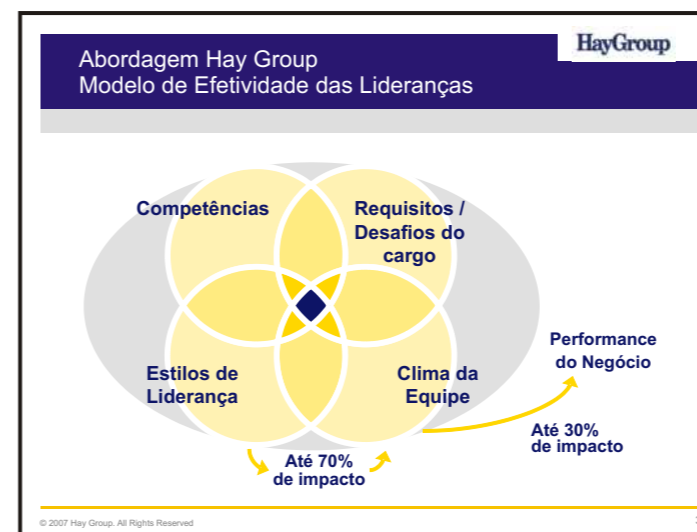 HayGroup
Abordagem Hay Group
Modelo de Efetividade das Lideranças
Competências
Requisitos /
Desafios do
cargo
Estilos de
Liderança
Clima da
Equipe
Performance
do Negócio
Até 70%
de impacto
Até 30%
de impacto
© 2007 Hay Group. All Rights Reserved